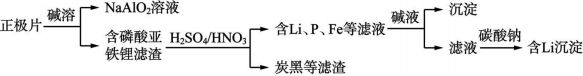 正极片
碱溶
NaAlO₂溶液
含磷酸亚
铁锂滤渣
H₂SO₄/HNO₃
含Li、P、Fe等滤液
炭黑等滤渣
碱液
沉淀
滤液
碳酸钠
含Li沉淀